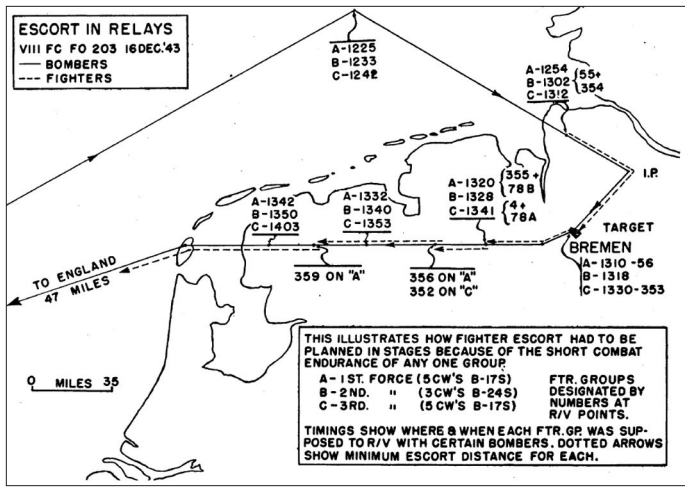 ESCORT IN RELAYS
VIII FC FO 203 16DEC.'43
BOMBERS
FIGHTERS
A-1225
B-1233
C-1242
A-1254
B-1302
C-1312
55+
354
I.P.
A-1342
B-1350
C-1403
A-1332
B-1340
C-1353
A-1320
B-1328
C-1341
355+
78B
4+
78A
TARGET
BREMEN
A-1310-56
B-1318
C-1330-353
TO ENGLAND
47 MILES
359 ON "A"
356 ON "A"
352 ON "C"
0 MILES 35
THIS ILLUSTRATES HOW FIGHTER ESCORT HAD TO BE
PLANNED IN STAGES BECAUSE OF THE SHORT COMBAT
ENDURANCE OF ANY ONE GROUP
A-1ST. FORCE (5CW'S B-17S)
B-2ND. " (3CW'S B-24S)
C-3RD. " (5CW'S B-17S)
FTR. GROUPS
DESIGNATED BY
NUMBERS AT
R/V POINTS.
TIMINGS SHOW WHERE & WHEN EACH FTR. GP. WAS SUP-
POSED TO R/V WITH CERTAIN BOMBERS. DOTTED ARROWS
SHOW MINIMUM ESCORT DISTANCE FOR EACH.